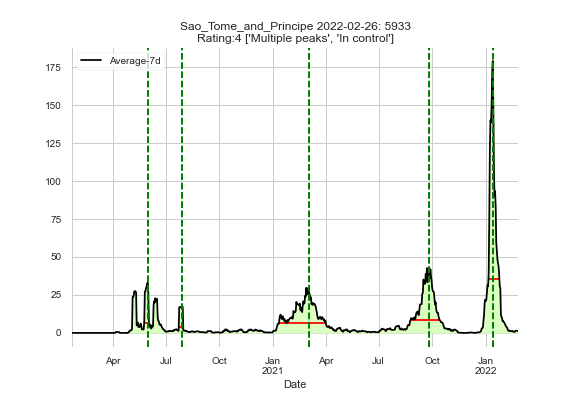 Sao_Tome_and_Principe 2022-02-26: 5933
Rating:4 ['Multiple peaks', 'In control']
Average-7d
175
150
125
100
75
50
25
0
Apr
Jul
Oct
Jan
2021
Apr
Jul
Oct
Jan
2022
Date